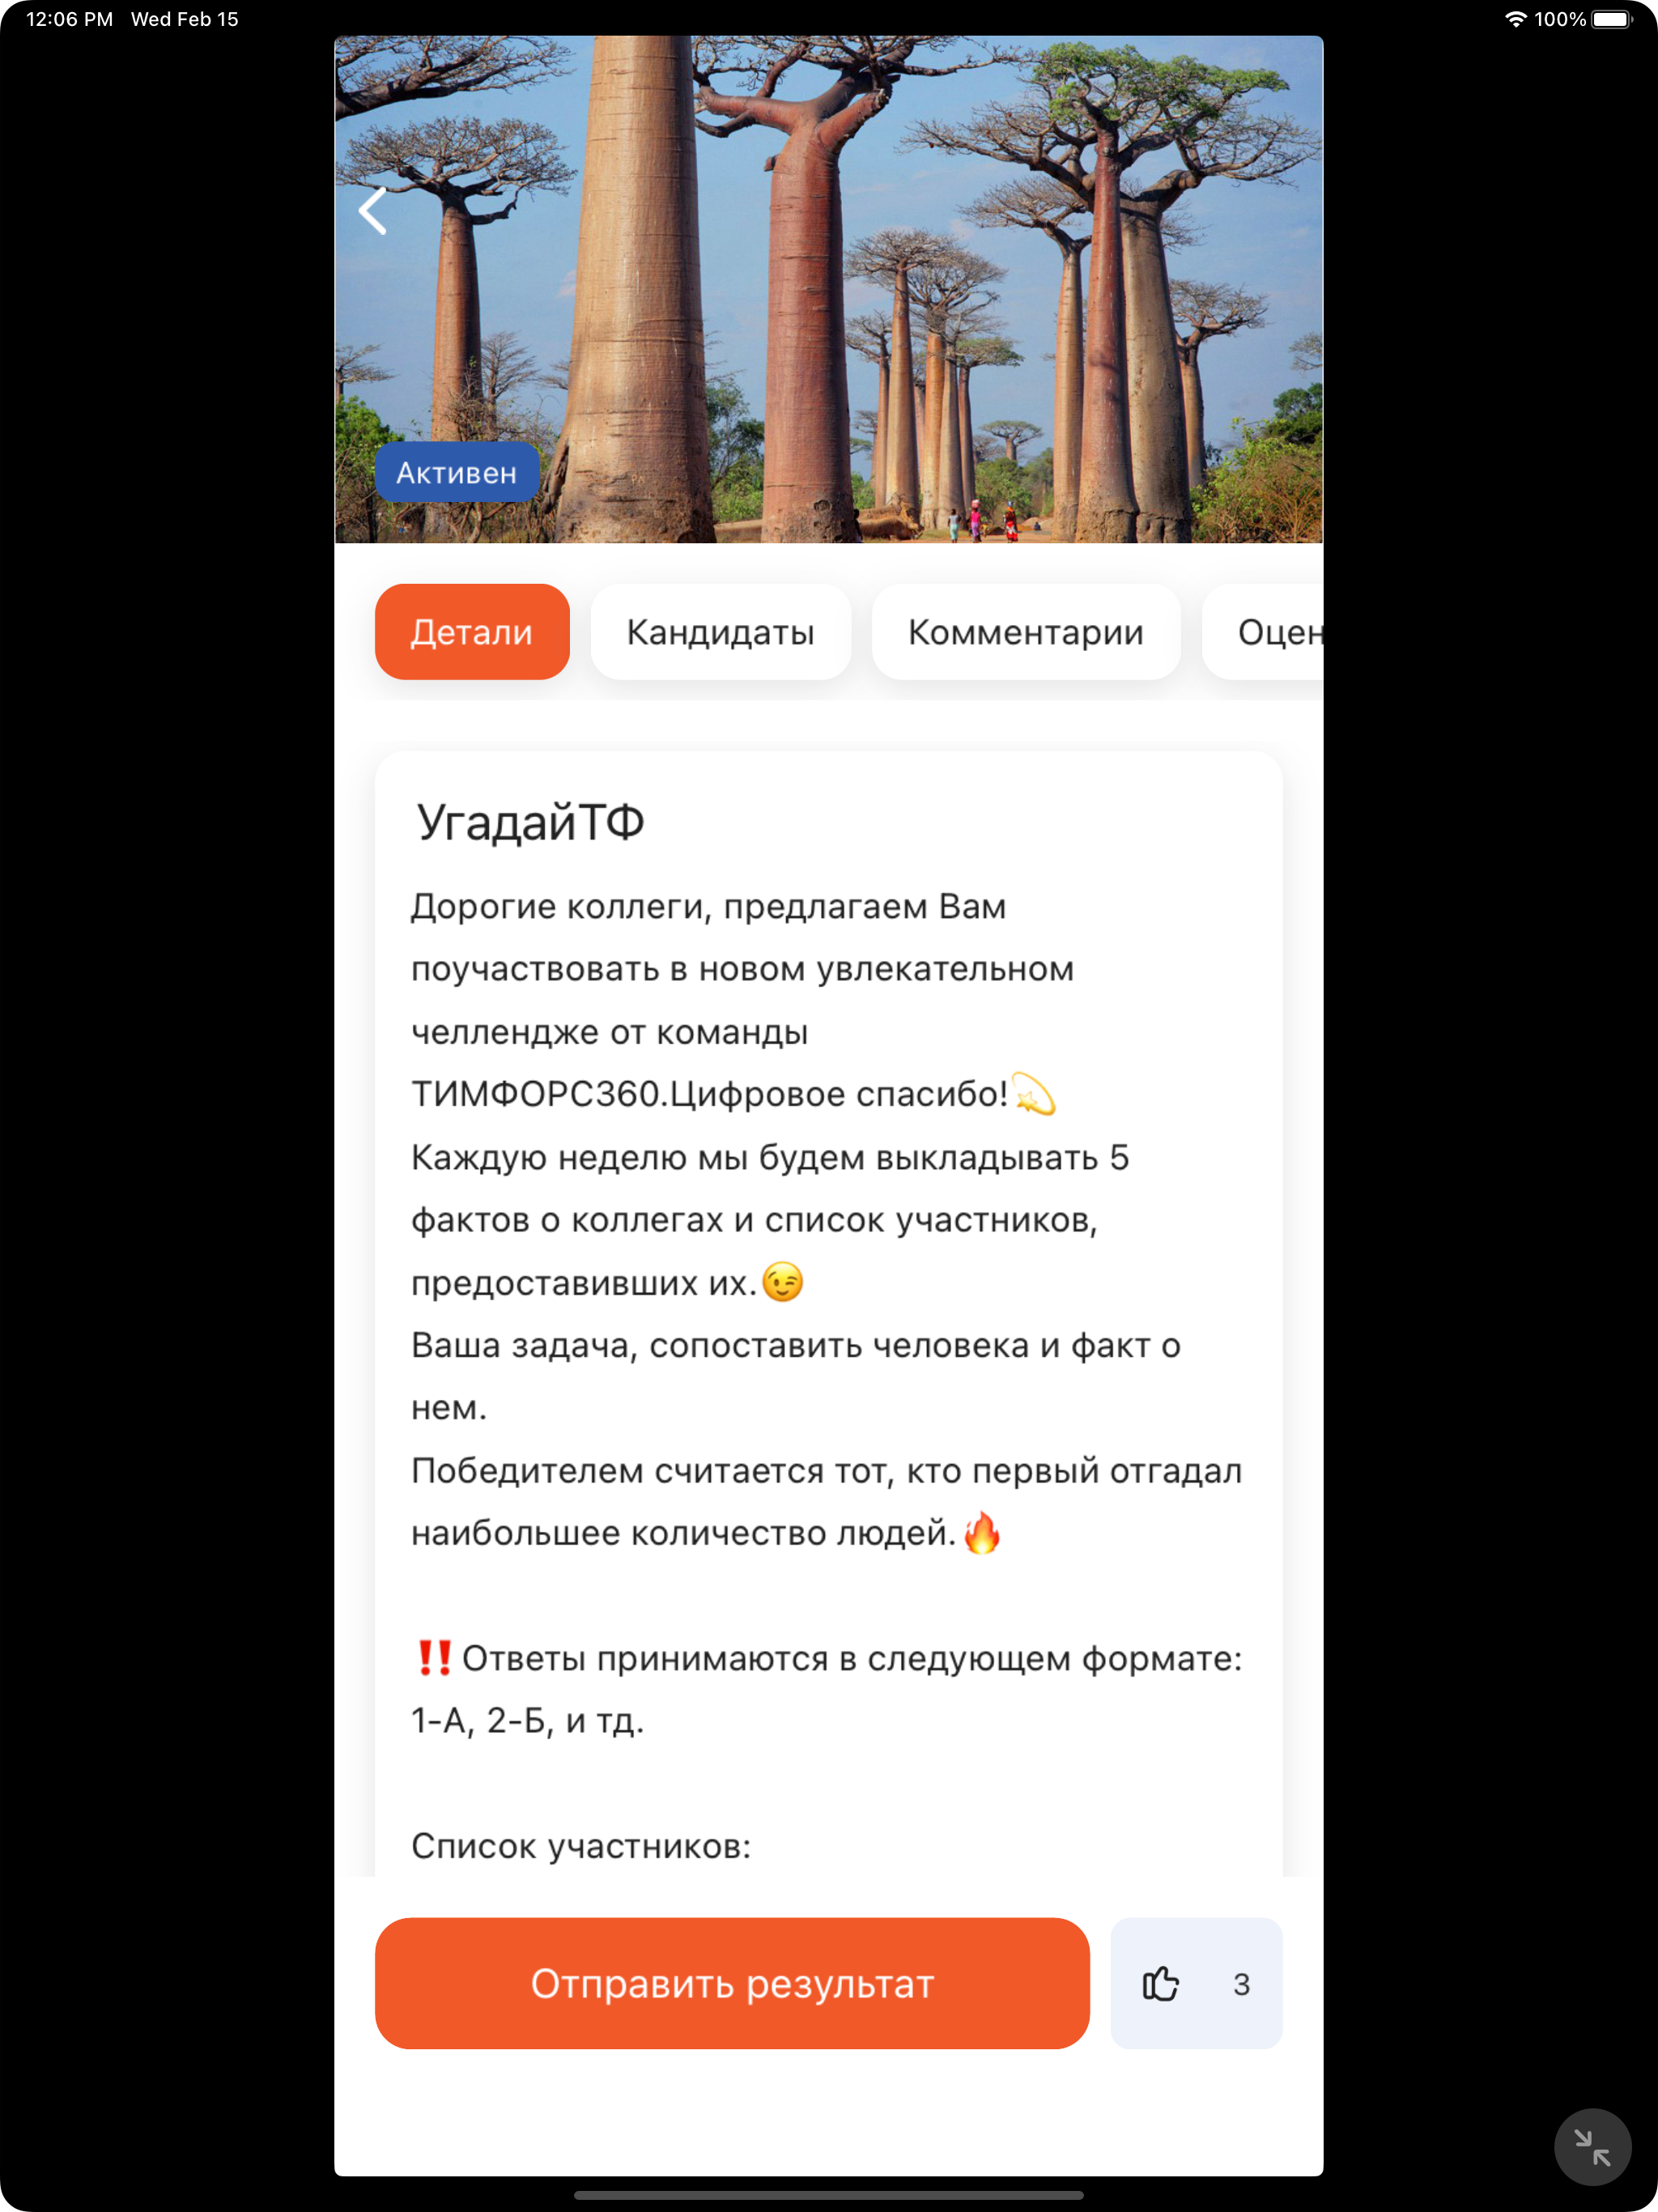 12:06 PM Wed Feb 15 100%
Активен
Детали Кандидаты Комментарии Оцен
УгадайТФ
Дорогие коллеги, предлагаем Вам
поучаствовать в новом увлекательном
челлендже от команды
ТИМФОРС360.Цифровое спасибо!💫
Каждую неделю мы будем выкладывать 5
фактов о коллегах и список участников,
предоставивших их.😉
Ваша задача, сопоставить человека и факт о
нем.
Победителем считается тот, кто первый отгадал
наибольшее количество людей.🔥
‼️Ответы принимаются в следующем формате:
1-А, 2-Б, и тд.
Список участников:
Отправить результат 3